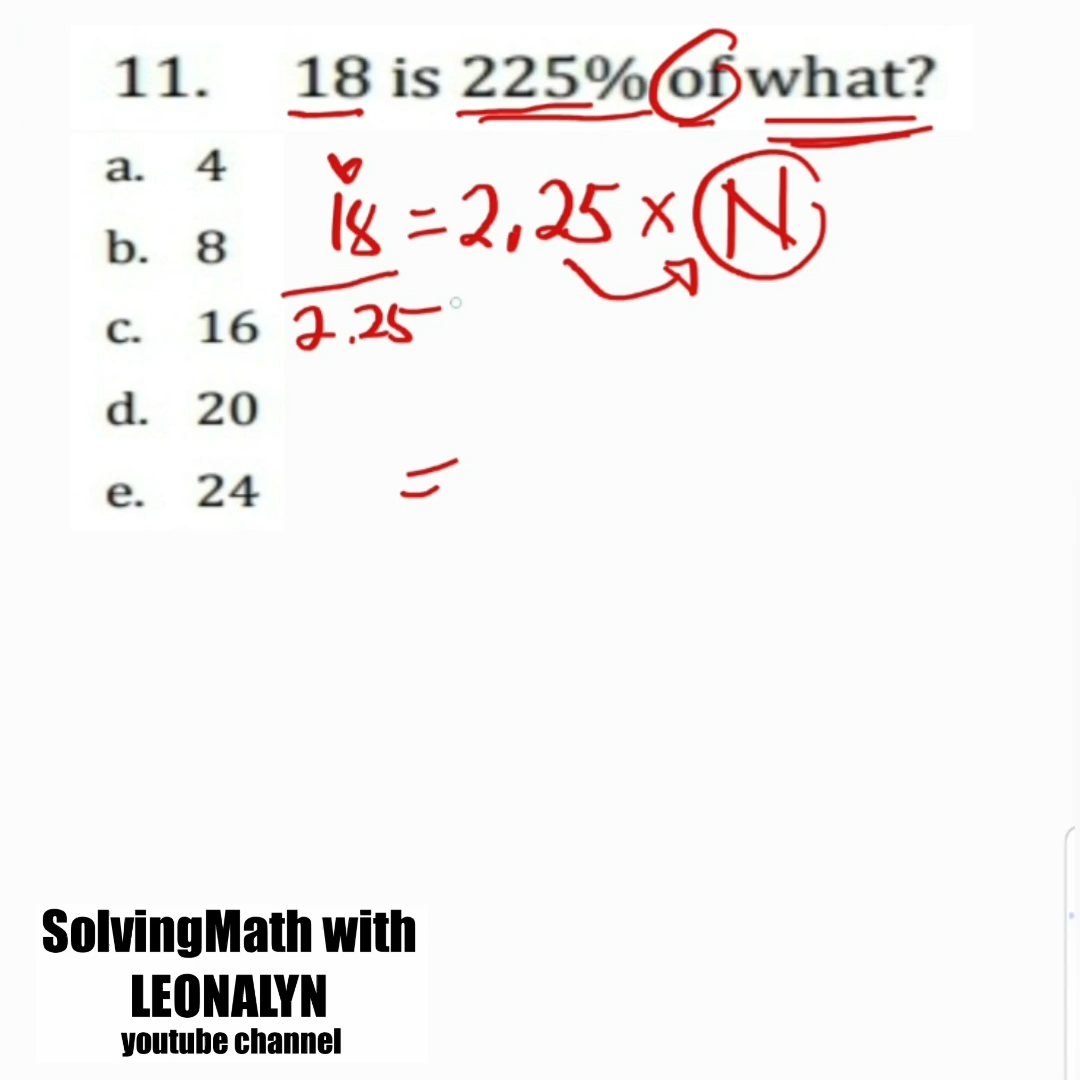 11. 18 is 225% of what?
a. 4
18 = 2.25 × N
b. 8
c. 16
2.25
d. 20
=
e. 24
SolvingMath with
LEONALYN
youtube channel